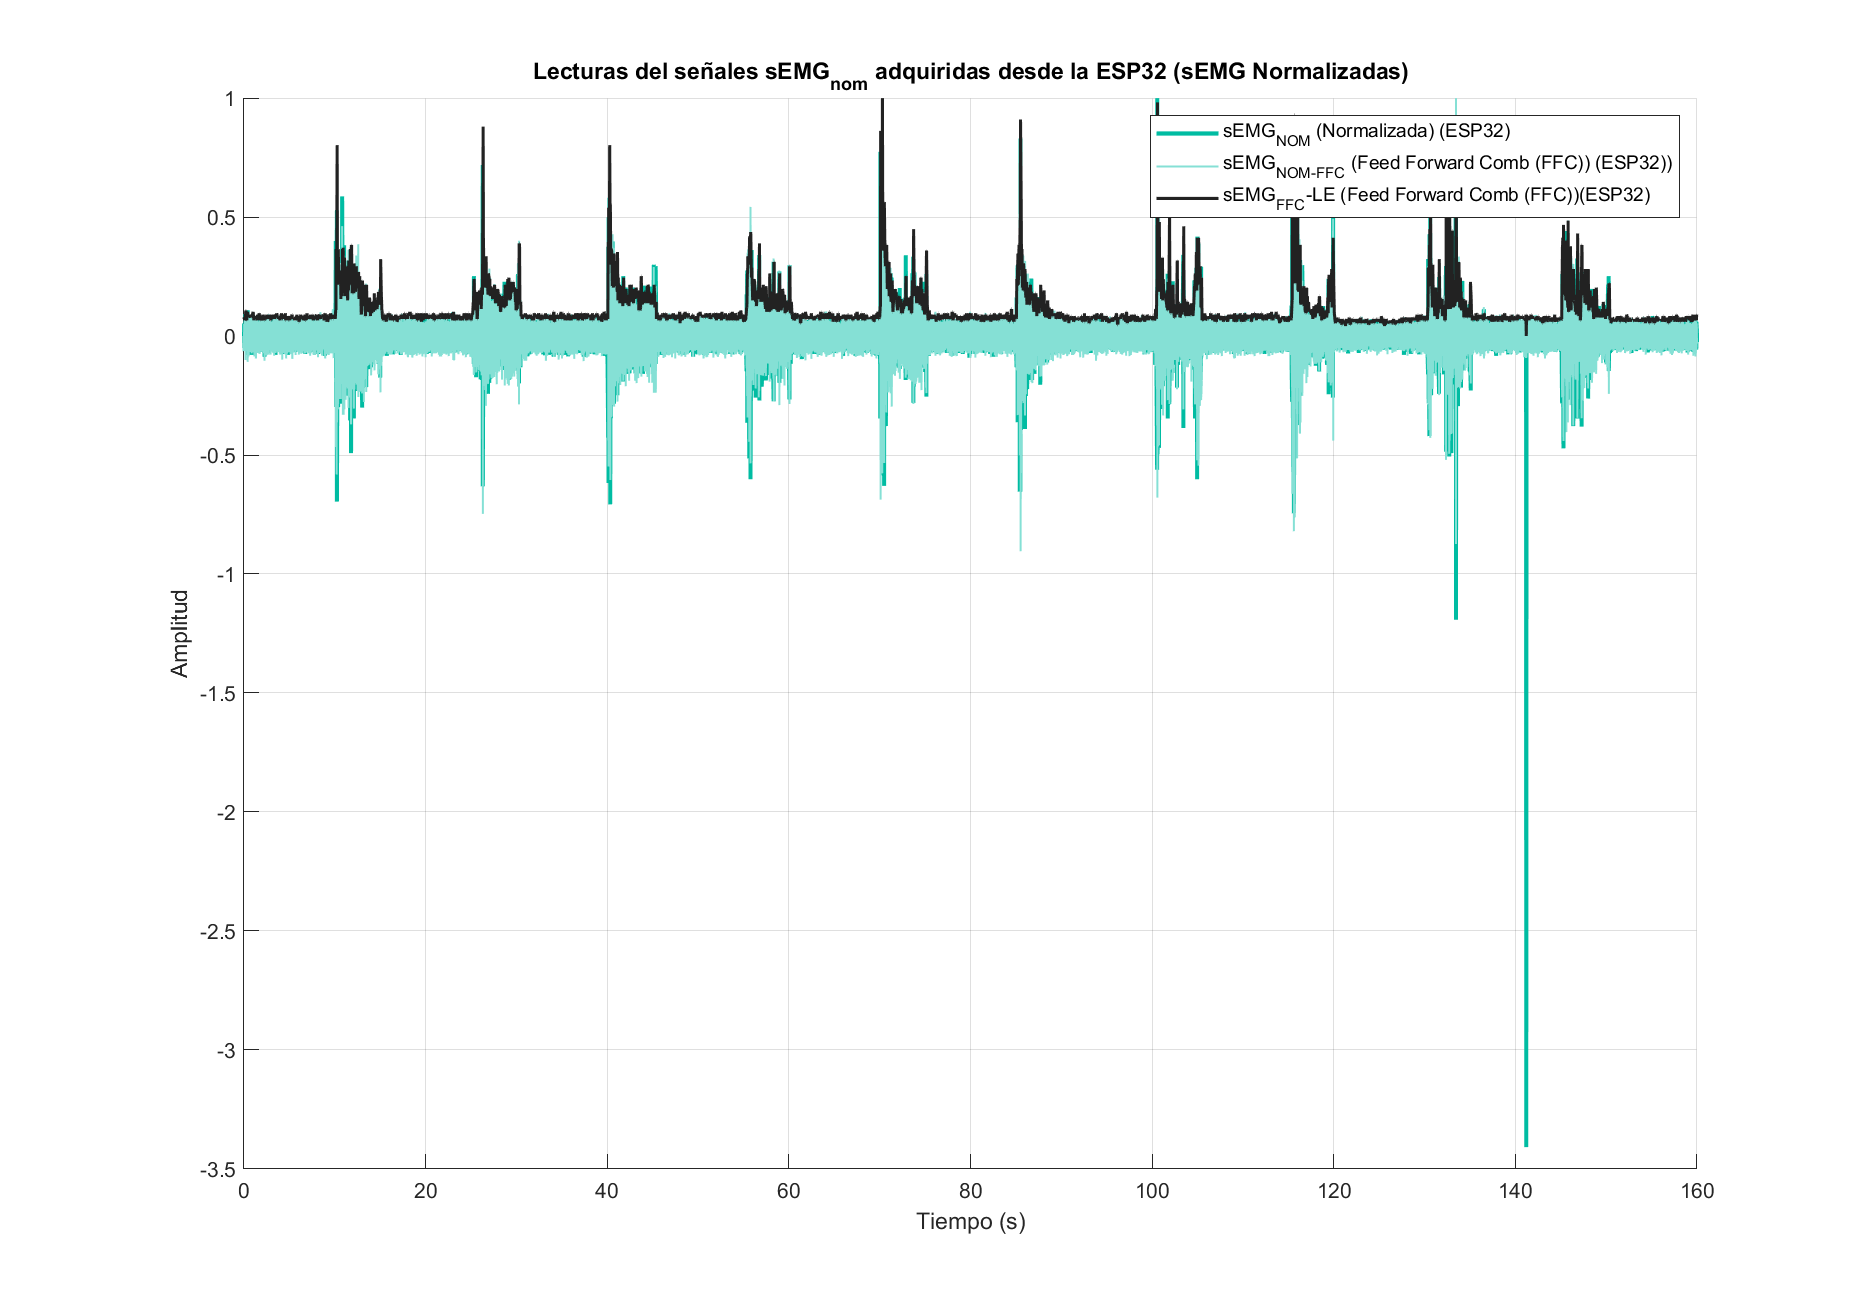 Lecturas del señales sEMGnom adquiridas desde la ESP32 (sEMG Normalizadas)
sEMGNOM (Normalizada) (ESP32)
sEMGNOM-FFC (Feed Forward Comb (FFC)) (ESP32))
sEMGFFC-LE (Feed Forward Comb (FFC))(ESP32)
1
0.5
0
-0.5
-1
-1.5
-2
-2.5
-3
-3.5
Amplitud
0 20 40 60 80 100 120 140 160
Tiempo (s)